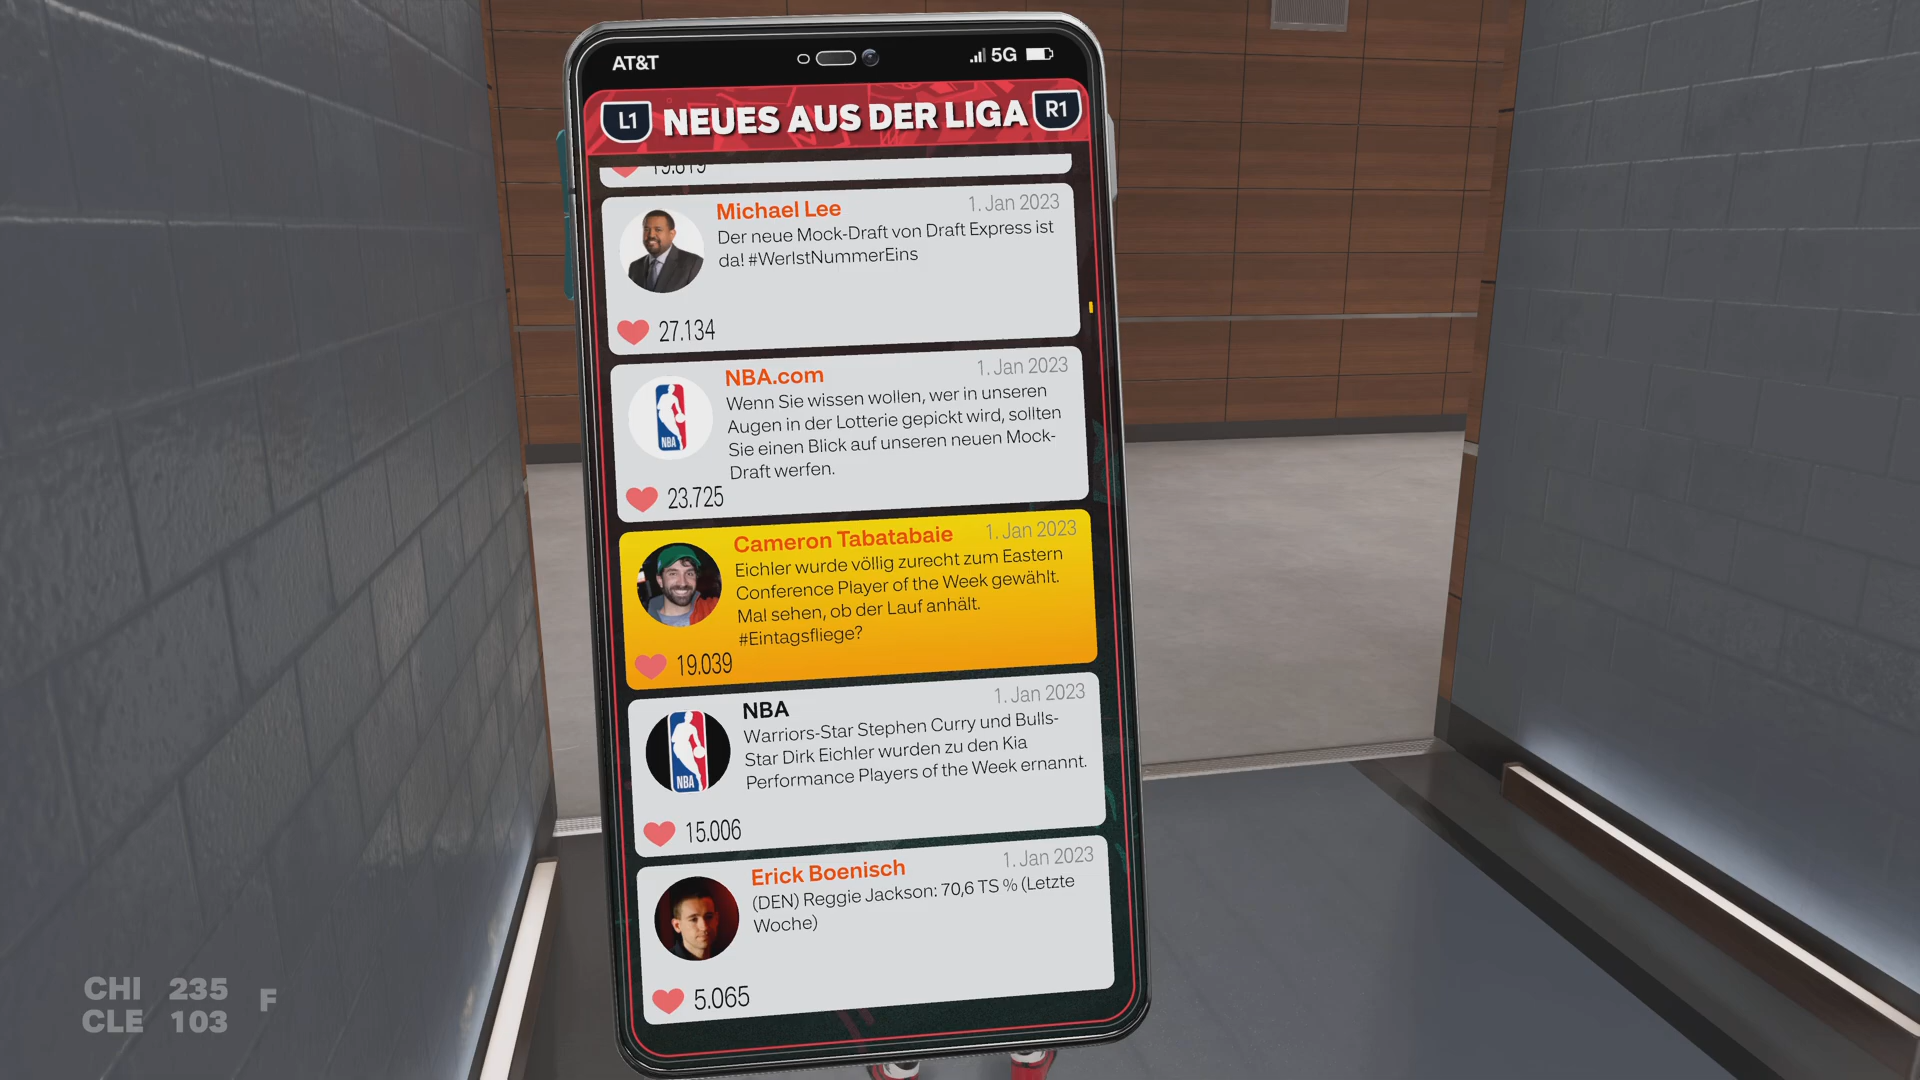 AT&T
5G
L1 NEUES AUS DER LIGA R1
Michael Lee 1. Jan 2023
Der neue Mock-Draft von Draft Express ist
da! #WerIstNummerEins
27.134
NBA.com 1. Jan 2023
Wenn Sie wissen wollen, wer in unseren
Augen in der Lotterie gepickt wird, sollten
Sie einen Blick auf unseren neuen Mock-
Draft werfen.
NBA
23.725
Cameron Tabatabaie 1. Jan 2023
Eichler wurde völlig zurecht zum Eastern
Conference Player of the Week gewählt.
Mal sehen, ob der Lauf anhält.
#Eintagsfliege?
19.039
NBA 1. Jan 2023
Warriors-Star Stephen Curry und Bulls-
Star Dirk Eichler wurden zu den Kia
Performance Players of the Week ernannt.
NBA
15.006
Erick Boenisch 1. Jan 2023
(DEN) Reggie Jackson: 70,6 TS % (Letzte
Woche)
5.065
CHI 235 F
CLE 103